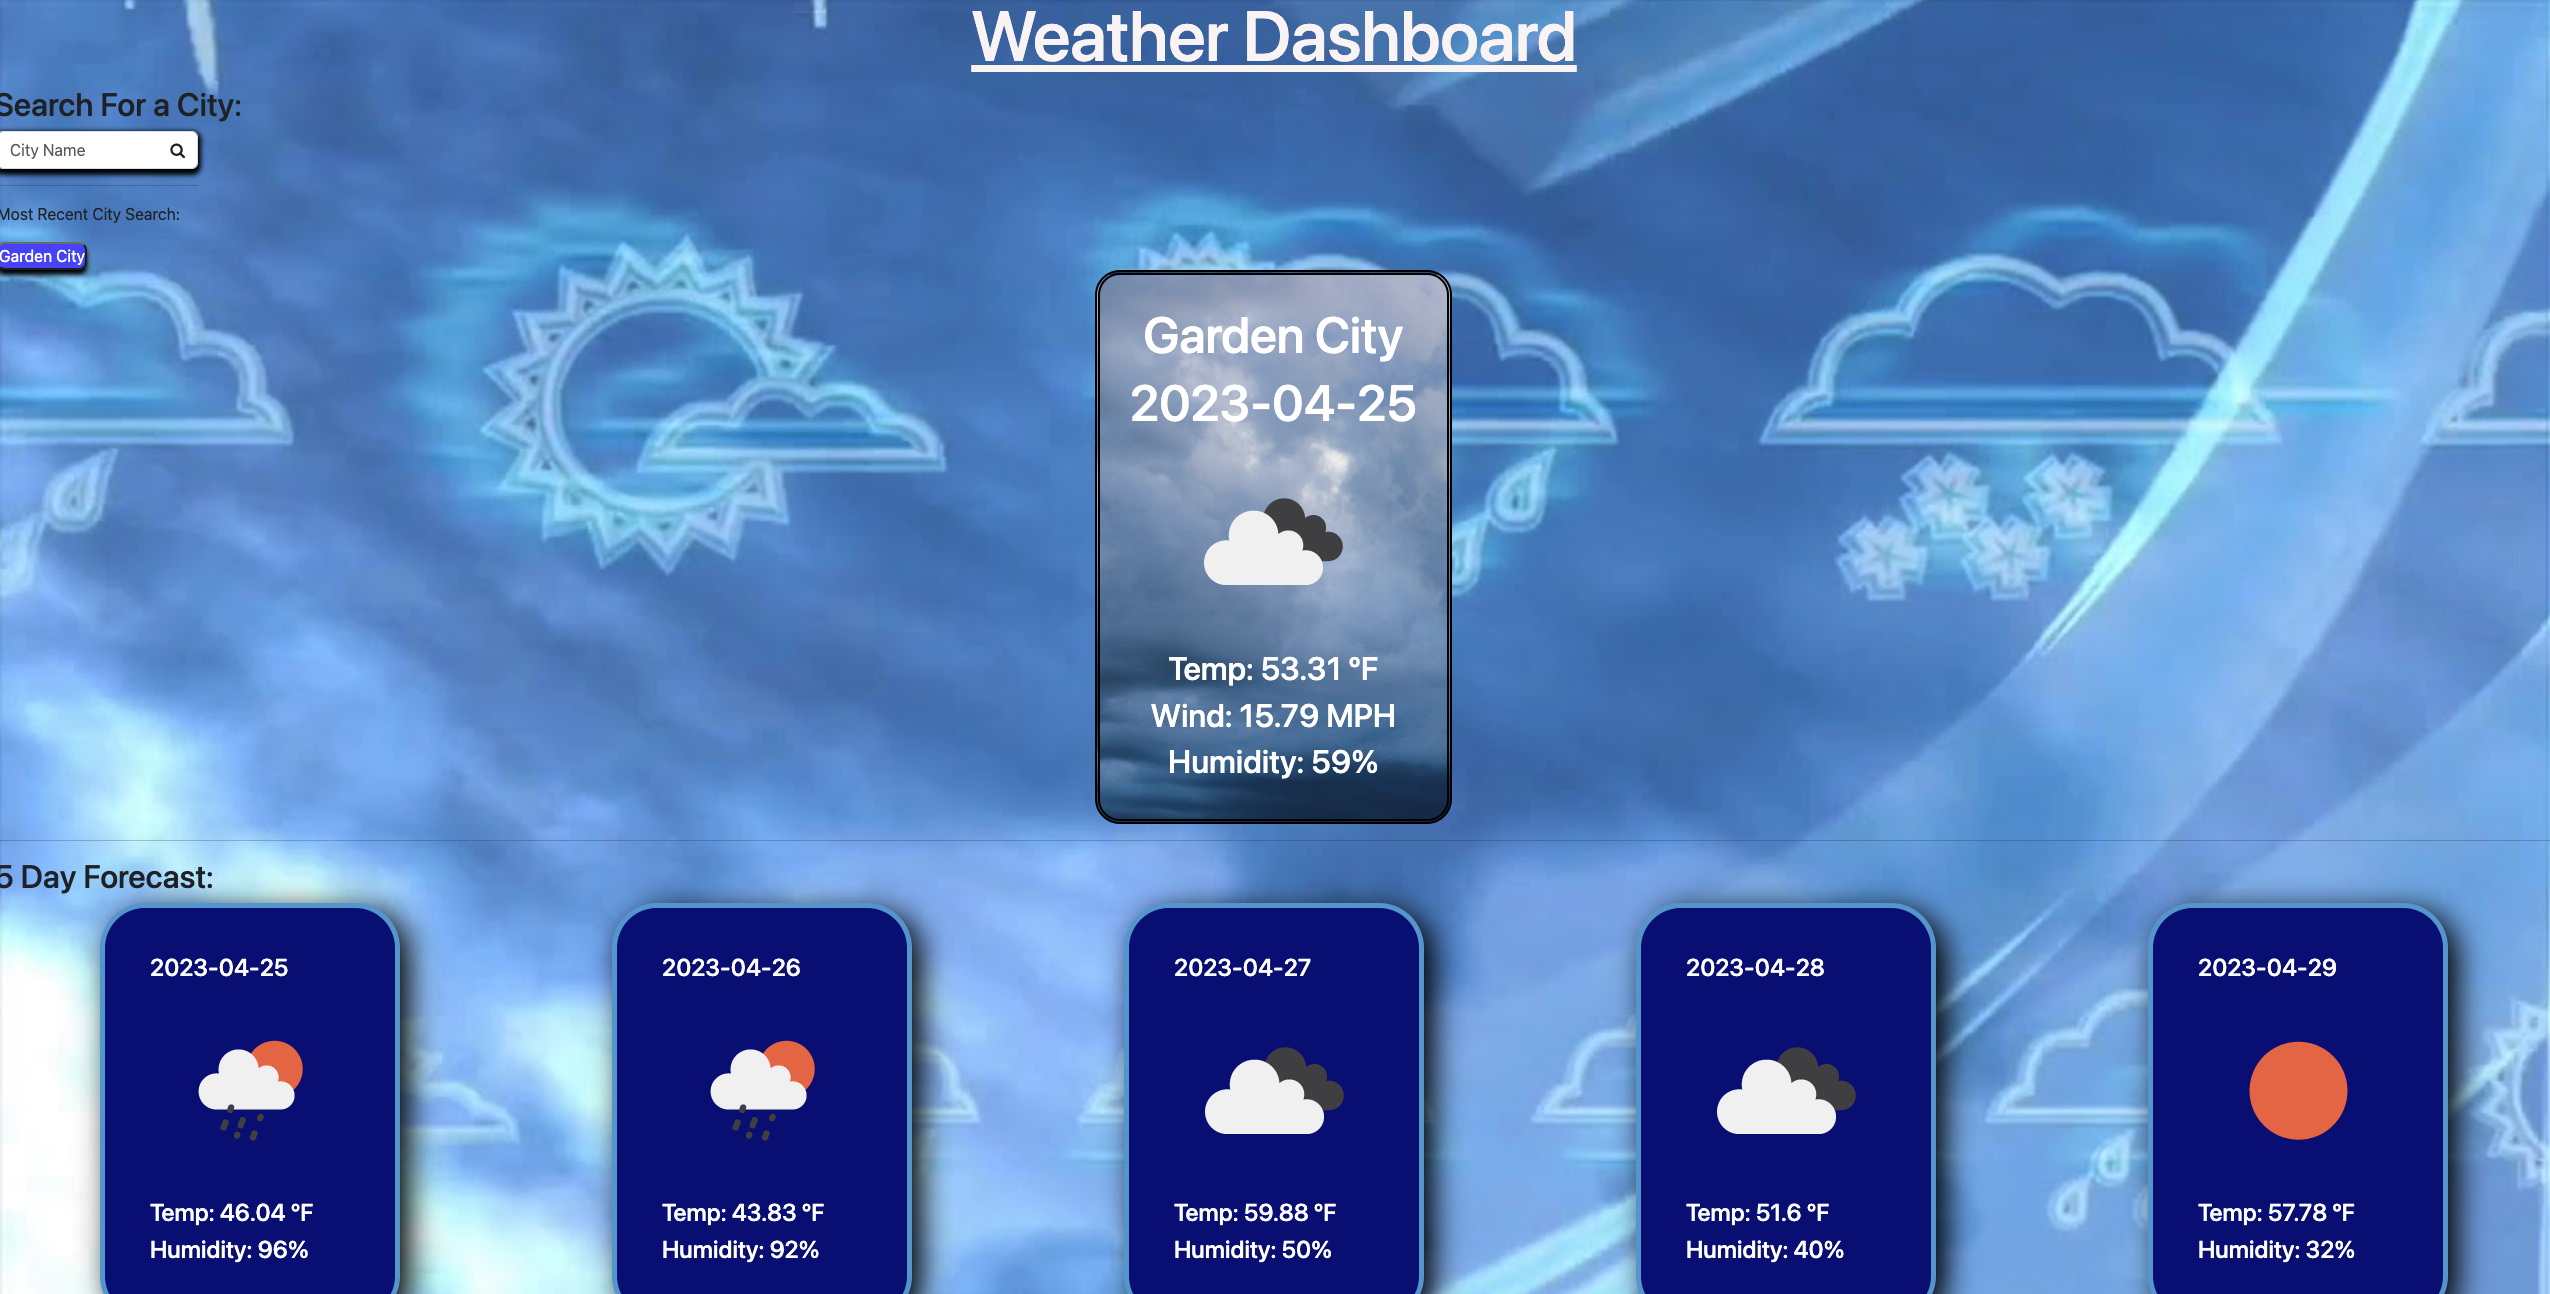 Weather Dashboard
Search For a City:
City Name
Most Recent City Search:
Garden City
Garden City
2023-04-25
Temp: 53.31 °F
Wind: 15.79 MPH
Humidity: 59%
5 Day Forecast:
2023-04-25
Temp: 46.04 °F
Humidity: 96%
2023-04-26
Temp: 43.83 °F
Humidity: 92%
2023-04-27
Temp: 59.88 °F
Humidity: 50%
2023-04-28
Temp: 51.6 °F
Humidity: 40%
2023-04-29
Temp: 57.78 °F
Humidity: 32%